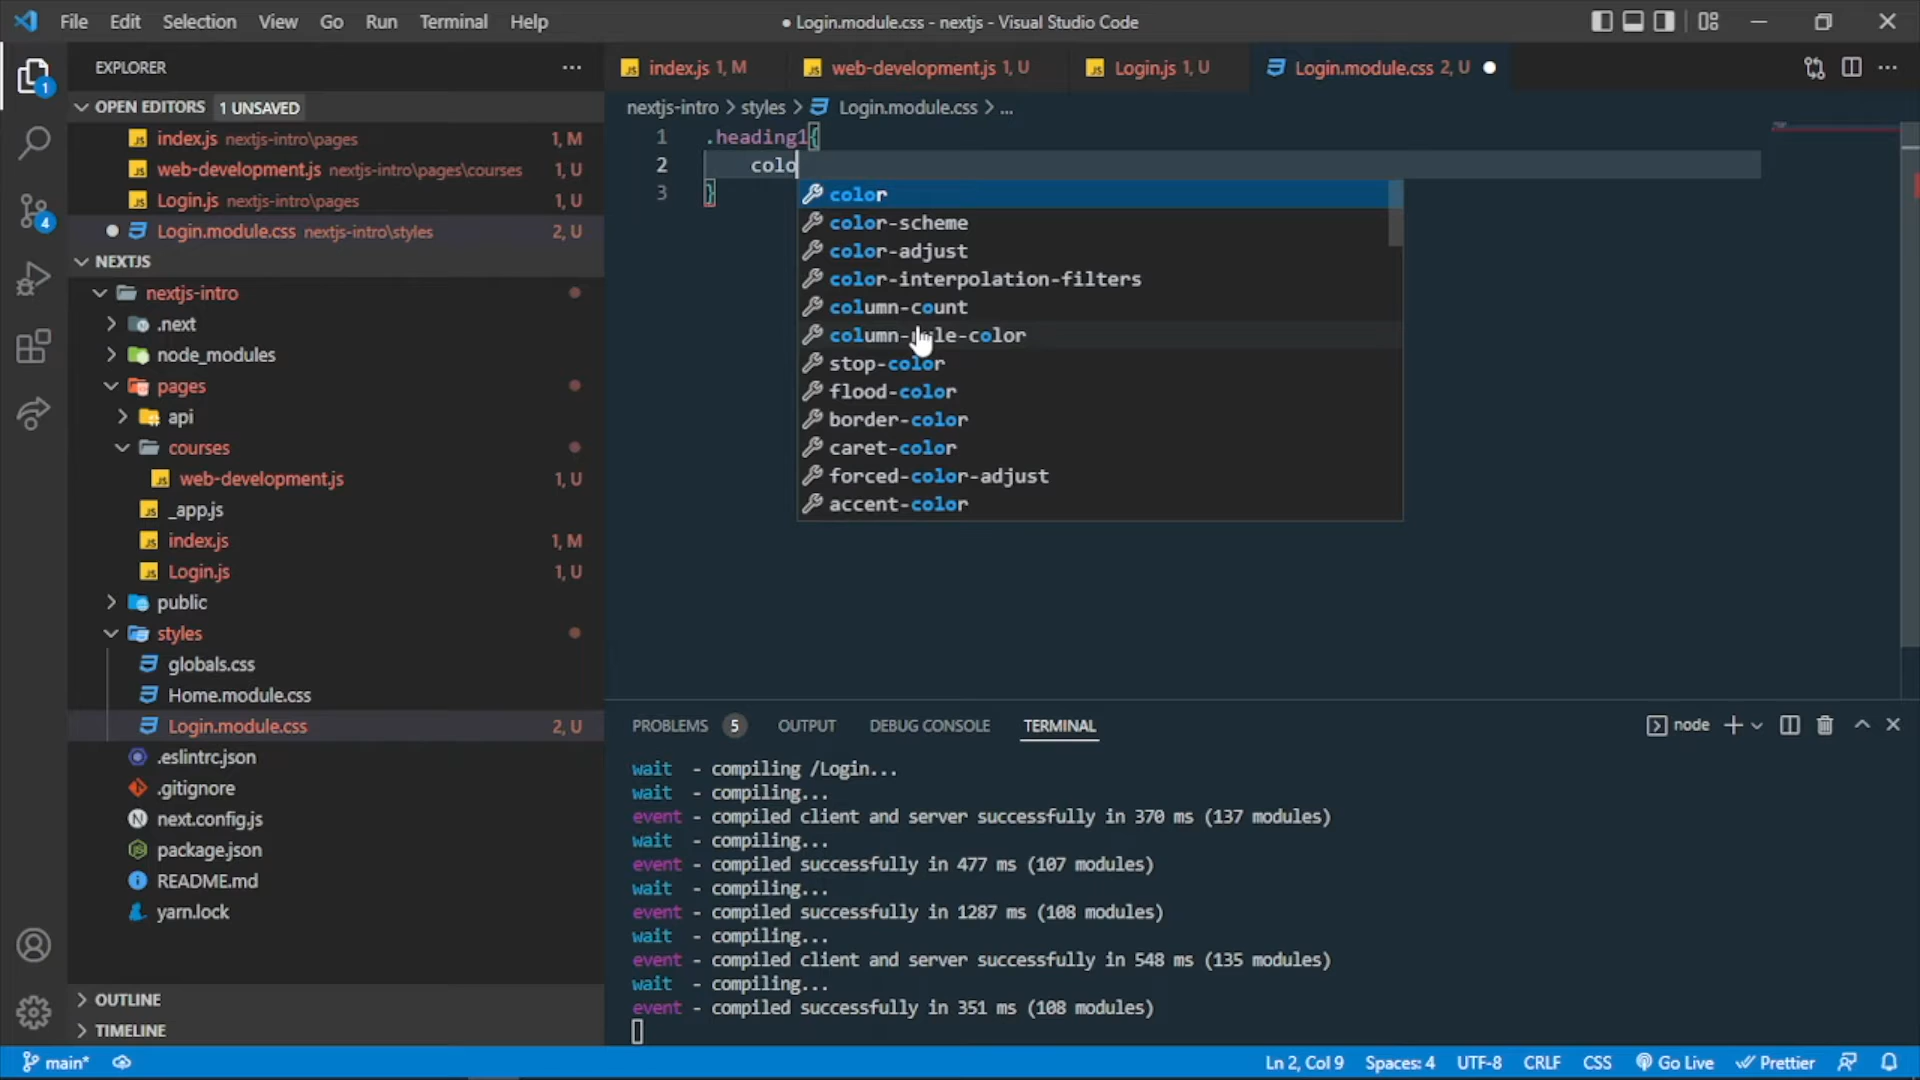 File Edit Selection View Go Run Terminal Help
● Login.module.css - nextjs - Visual Studio Code
EXPLORER
OPEN EDITORS 1 UNSAVED
index.js nextjs-intro\pages 1, M
web-development.js nextjs-intro\pages\courses 1, U
Login.js nextjs-intro\pages 1, U
Login.module.css nextjs-intro\styles 2, U
NEXTJS
nextjs-intro
.next
node_modules
pages
api
courses
web-development.js 1, U
_app.js
index.js 1, M
Login.js 1, U
public
styles
globals.css
Home.module.css
Login.module.css 2, U
.eslintrc.json
.gitignore
next.config.js
package.json
README.md
yarn.lock
OUTLINE
TIMELINE
1
4
JS index.js 1, M
JS web-development.js 1, U
JS Login.js 1, U
Login.module.css 2, U ●
nextjs-intro > styles > Login.module.css > ...
1 .heading1{
2 colo
3 }
color
color-scheme
color-adjust
color-interpolation-filters
column-count
column-rule-color
stop-color
flood-color
border-color
caret-color
forced-color-adjust
accent-color
PROBLEMS 5 OUTPUT DEBUG CONSOLE TERMINAL
node
wait - compiling /Login...
wait - compiling...
event - compiled client and server successfully in 370 ms (137 modules)
wait - compiling...
event - compiled successfully in 477 ms (107 modules)
wait - compiling...
event - compiled successfully in 1287 ms (108 modules)
wait - compiling...
event - compiled client and server successfully in 548 ms (135 modules)
wait - compiling...
event - compiled successfully in 351 ms (108 modules)
main*
Ln 2, Col 9 Spaces: 4 UTF-8 CRLF CSS Go Live Prettier